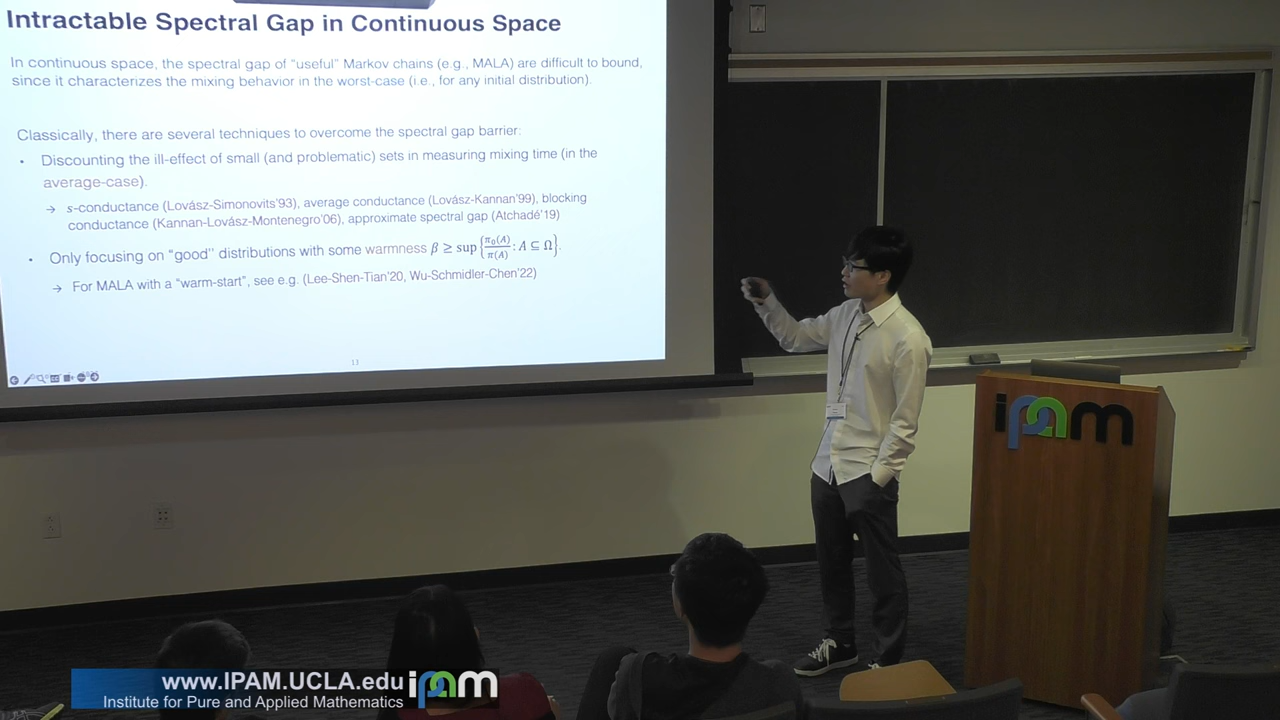 Intractable Spectral Gap in Continuous Space
In continuous space, the spectral gap of “useful” Markov chains (e.g., MALA) are difficult to bound,
since it characterizes the mixing behavior in the worst-case (i.e., for any initial distribution).
Classically, there are several techniques to overcome the spectral gap barrier:
• Discounting the ill-effect of small (and problematic) sets in measuring mixing time (in the
average-case).
→ s-conductance (Lovász-Simonovits’93), average conductance (Lovász-Kannan’99), blocking
conductance (Kannan-Lovász-Montenegro’06), approximate spectral gap (Atchadé’19)
• Only focusing on “good” distributions with some warmness β ≥ sup{π₀(A)/π(A) : A ⊆ Ω}.
→ For MALA with a “warm-start”, see e.g. (Lee-Shen-Tian’20, Wu-Schmidler-Chen’22)
13
ipam
www.IPAM.UCLA.edu ipam
Institute for Pure and Applied Mathematics